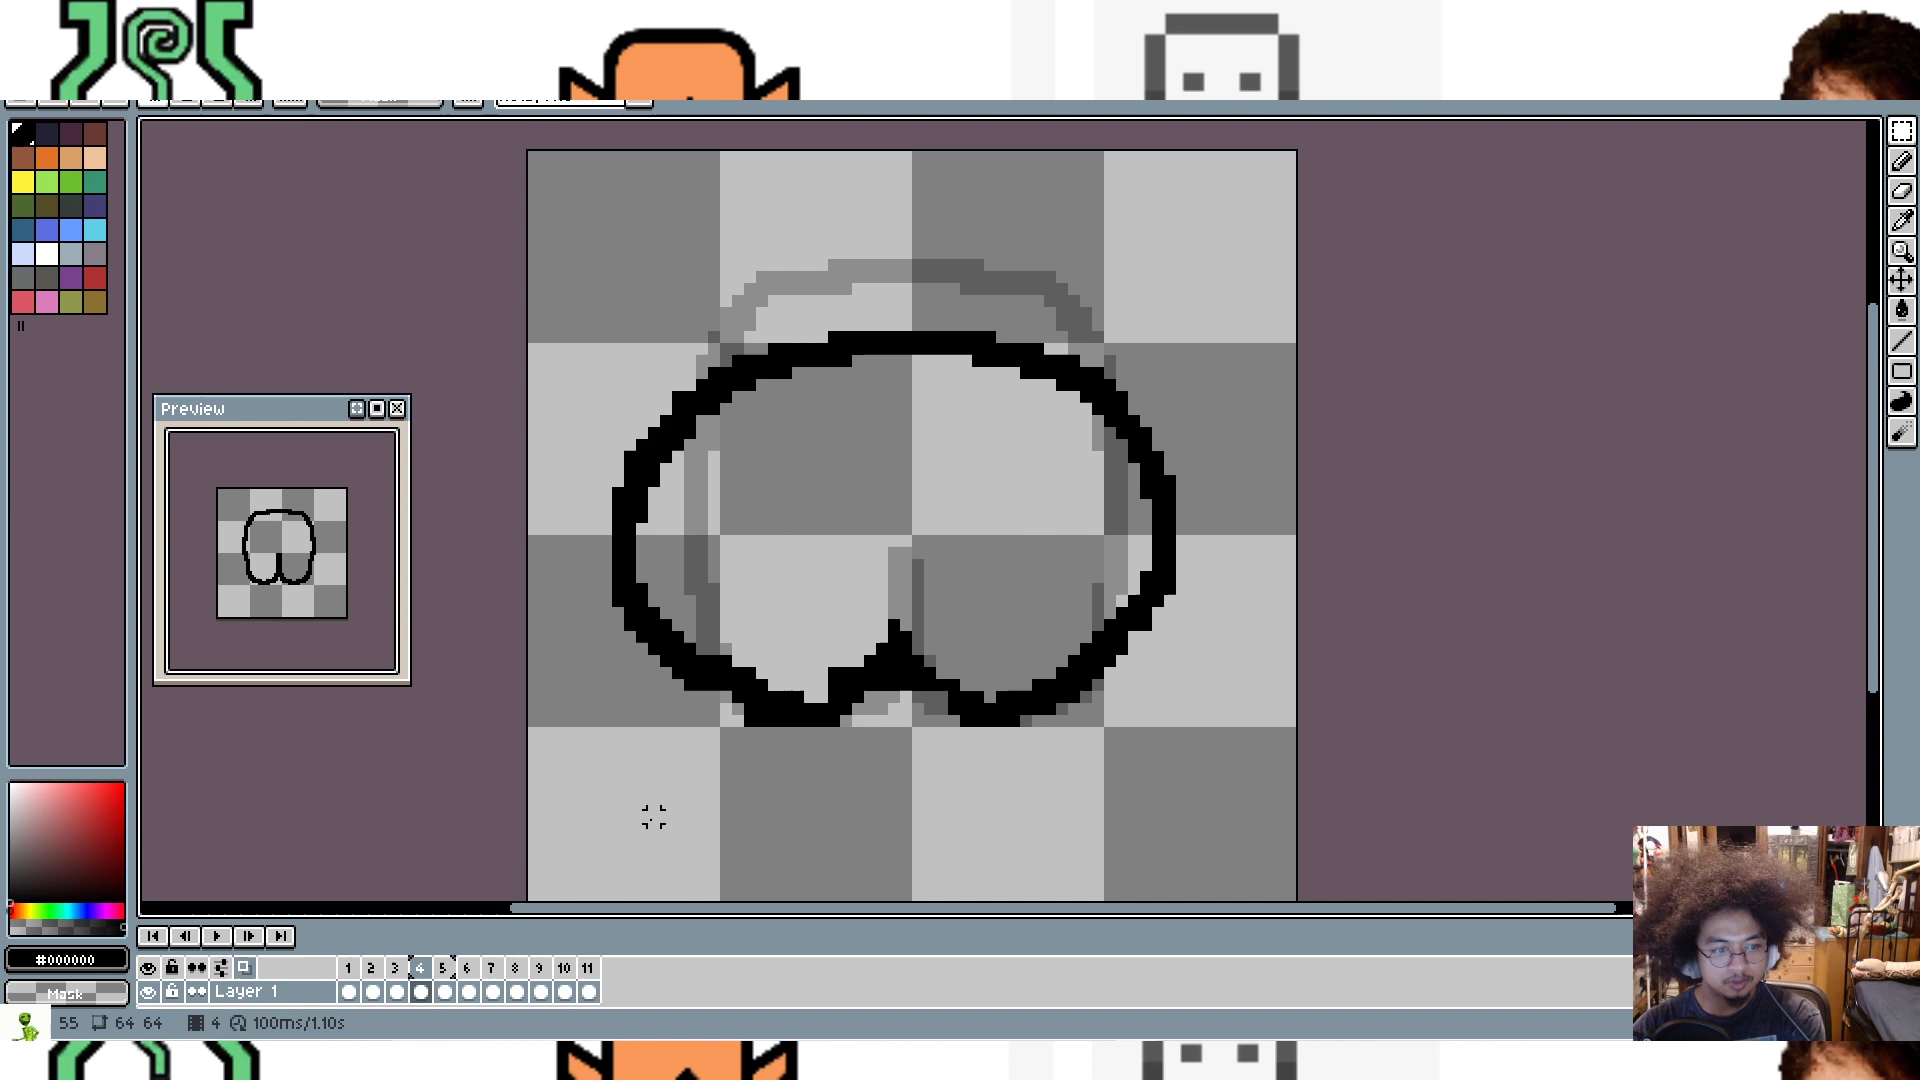 Preview
#000000
Mask
1 2 3 4 5 6 7 8 9 10 11
Layer 1
55 64 64 4 100ms/1.10s